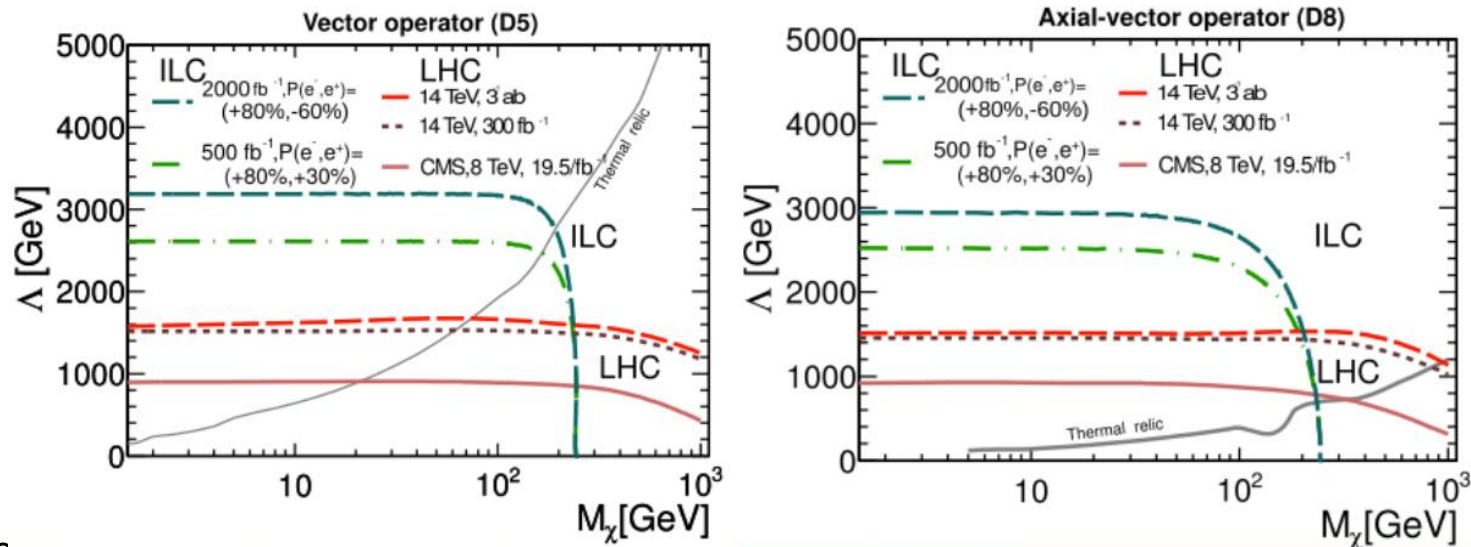 Vector operator (D5)
5000
4000
3000
2000
1000
0
Λ [GeV]
ILC
2000 fb⁻¹,P(e⁻,e⁺)=
(+80%,-60%)
500 fb⁻¹,P(e⁻,e⁺)=
(+80%,+30%)
LHC
14 TeV, 3 ab
14 TeV, 300 fb⁻¹
CMS,8 TeV, 19.5/fb⁻¹
Thermal relic
ILC
LHC
10
10²
10³
Mχ[GeV]
Axial-vector operator (D8)
5000
4000
3000
2000
1000
0
Λ [GeV]
ILC
2000fb⁻¹,P(e⁻,e⁺)=
(+80%,-60%)
500 fb⁻¹,P(e⁻,e⁺)=
(+80%,+30%)
LHC
14 TeV, 3 ab
14 TeV, 300 fb⁻¹
CMS,8 TeV, 19.5/fb⁻¹
ILC
LHC
Thermal relic
10
10²
10³
Mχ[GeV]